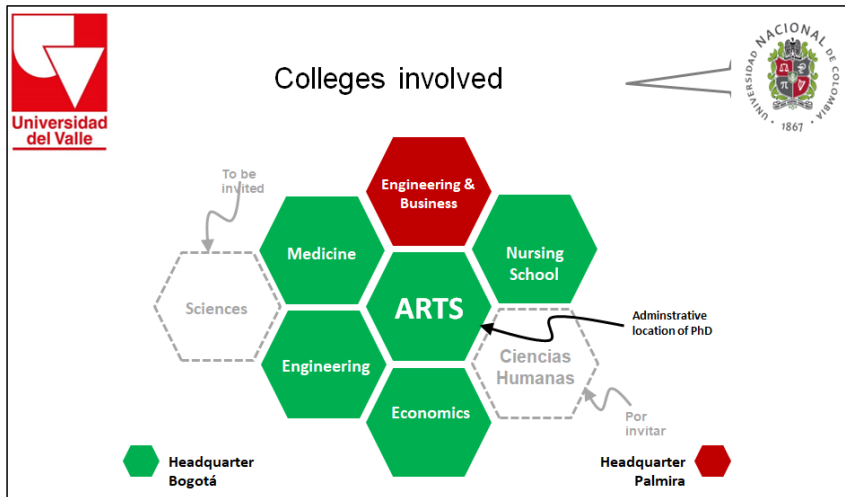 Colleges involved
Universidad
del Valle
UNIVERSIDAD NACIONAL DE COLOMBIA
· 1867 ·
To be
invited
Engineering &
Business
Medicine
Nursing
School
Sciences
ARTS
Adminstrative
location of PhD
Engineering
Ciencias
Humanas
Economics
Por
invitar
Headquarter
Bogotá
Headquarter
Palmira